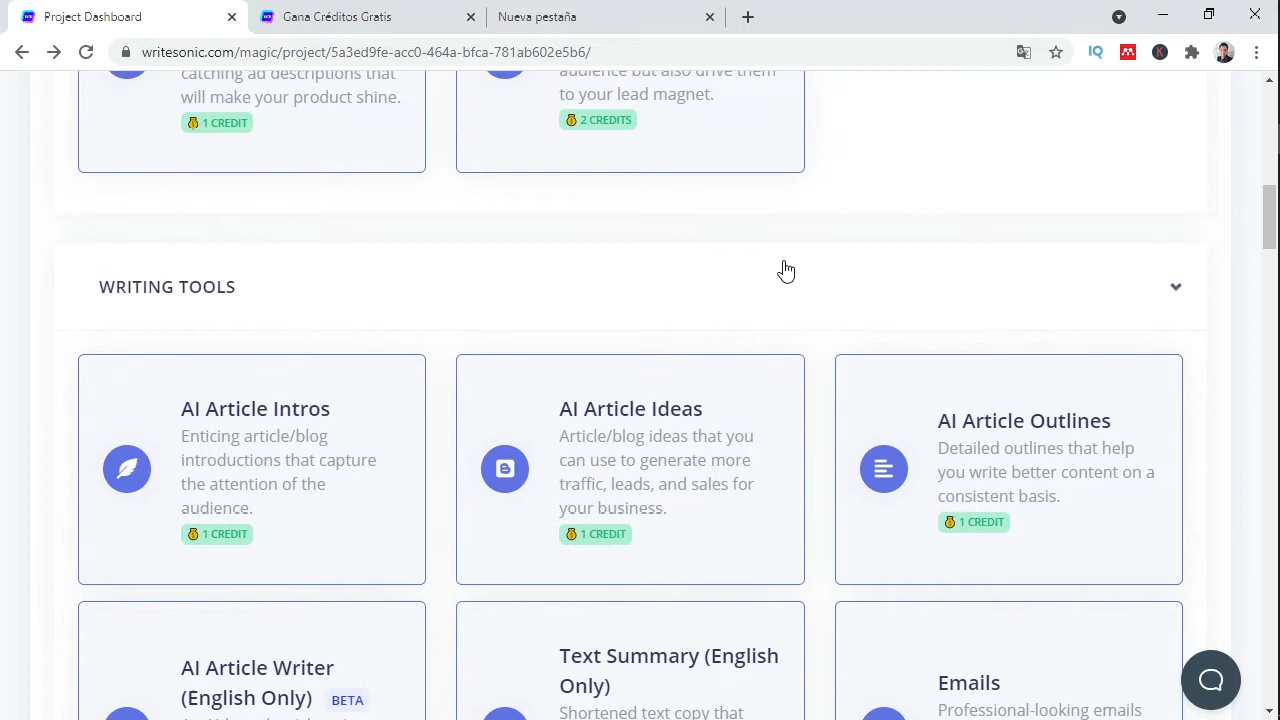 Project Dashboard
Gana Créditos Gratis
Nueva pestaña
writesonic.com/magic/project/5a3ed9fe-acc0-464a-bfca-781ab602e5b6/
catching ad descriptions that
will make your product shine.
1 CREDIT
audience but also drive them
to your lead magnet.
2 CREDITS
WRITING TOOLS
AI Article Intros
Enticing article/blog
introductions that capture
the attention of the
audience.
1 CREDIT
AI Article Ideas
Article/blog ideas that you
can use to generate more
traffic, leads, and sales for
your business.
1 CREDIT
AI Article Outlines
Detailed outlines that help
you write better content on a
consistent basis.
1 CREDIT
AI Article Writer
(English Only) BETA
Text Summary (English
Only)
Shortened text copy that
Emails
Professional-looking emails